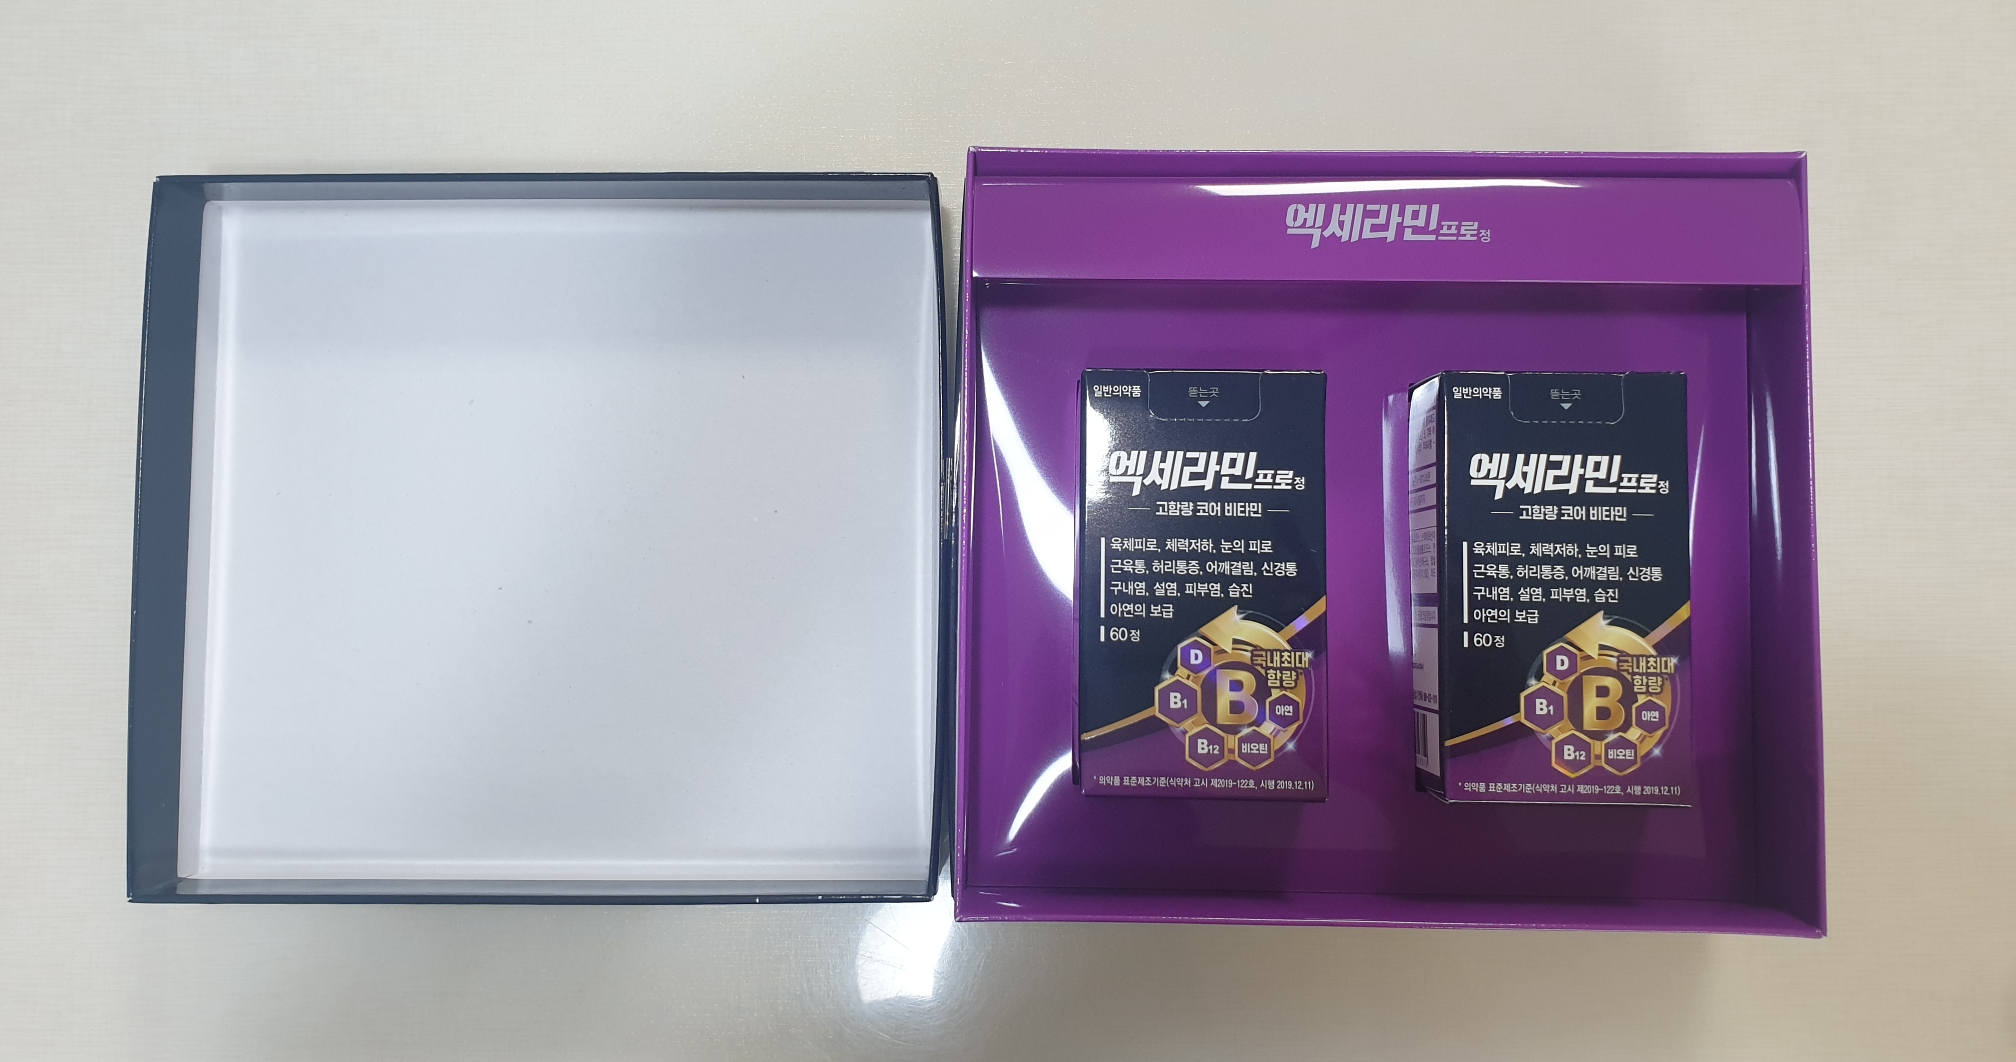 엑세라민프로정
일반의약품
뜯는곳
엑세라민프로정
고함량 코어 비타민
육체피로, 체력저하, 눈의 피로
근육통, 허리통증, 어깨결림, 신경통
구내염, 설염, 피부염, 습진
아연의 보급
60정
국내최대
함량
D
B
B1
아연
B12
비오틴
* 의약품 표준제조기준(식약처 고시 제2019-122호, 시행 2019.12.11)
일반의약품
뜯는곳
엑세라민프로정
고함량 코어 비타민
육체피로, 체력저하, 눈의 피로
근육통, 허리통증, 어깨결림, 신경통
구내염, 설염, 피부염, 습진
아연의 보급
60정
국내최대
함량
D
B
B1
아연
B12
비오틴
* 의약품 표준제조기준(식약처 고시 제2019-122호, 시행 2019.12.11)